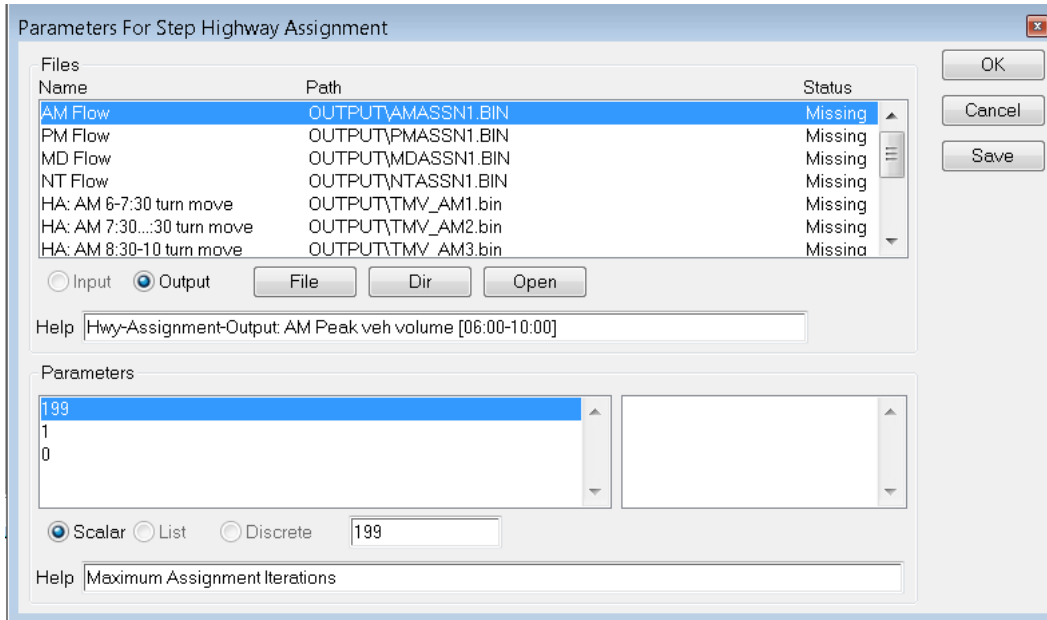 Parameters For Step Highway Assignment
Files
OK
Name Path Status
AM Flow OUTPUT\AMASSN1.BIN Missing
Cancel
PM Flow OUTPUT\PMASSN1.BIN Missing
MD Flow OUTPUT\MDASSN1.BIN Missing
Save
NT Flow OUTPUT\NTASSN1.BIN Missing
HA: AM 6-7:30 turn move OUTPUT\TMV_AM1.bin Missing
HA: AM 7:30...:30 turn move OUTPUT\TMV_AM2.bin Missing
HA: AM 8:30-10 turn move OUTPUT\TMV_AM3.bin Missing
Input Output File Dir Open
Help Hwy-Assignment-Output: AM Peak veh volume [06:00-10:00]
Parameters
199
1
0
Scalar List Discrete 199
Help Maximum Assignment Iterations